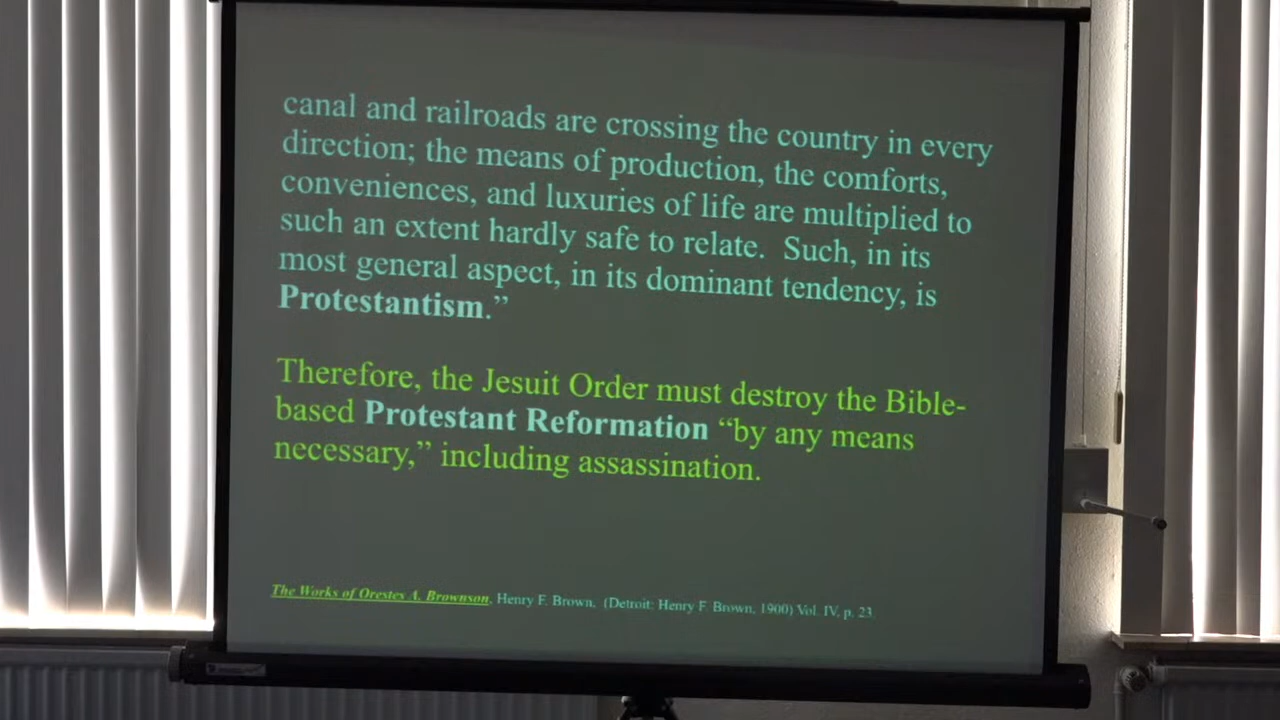 canal and railroads are crossing the country in every
direction; the means of production, the comforts,
conveniences, and luxuries of life are multiplied to
such an extent hardly safe to relate.  Such, in its
most general aspect, in its dominant tendency, is
Protestantism.”
Therefore, the Jesuit Order must destroy the Bible-
based Protestant Reformation “by any means
necessary,” including assassination.
The Works of Orestes A. Brownson, Henry F. Brown, (Detroit: Henry F. Brown, 1900) Vol. IV, p. 23.